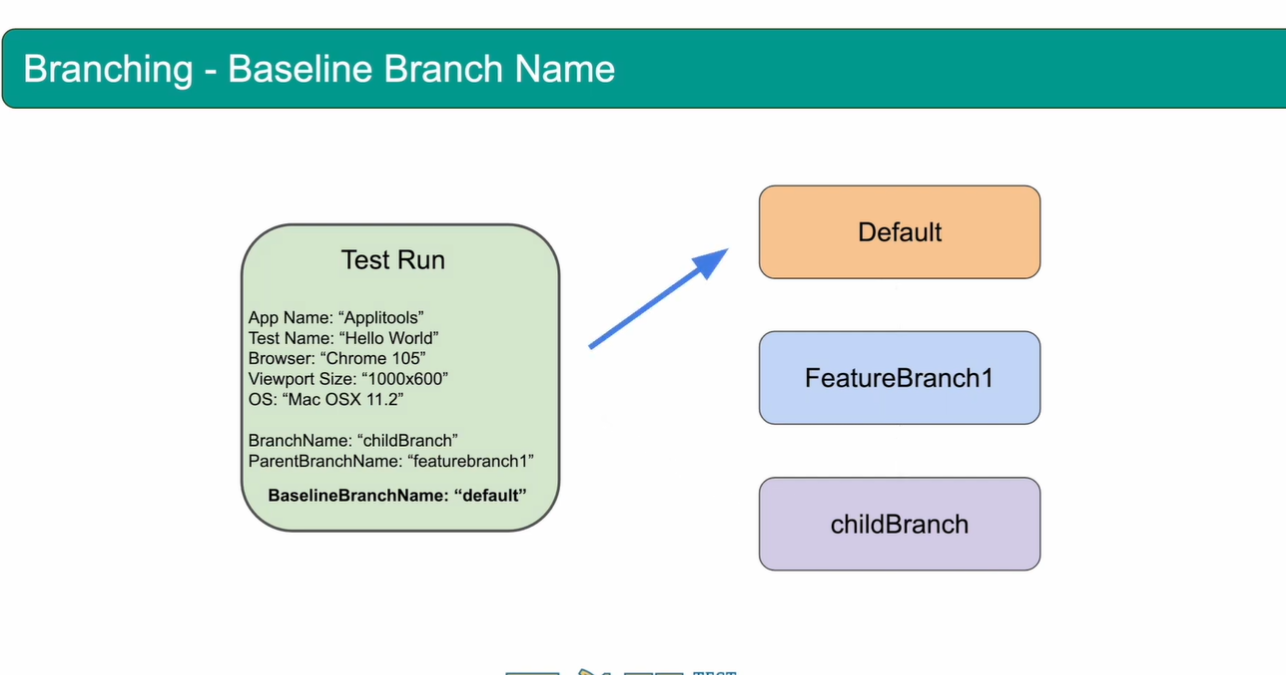 Branching - Baseline Branch Name
Test Run
App Name: “Applitools”
Test Name: “Hello World”
Browser: “Chrome 105”
Viewport Size: “1000x600”
OS: “Mac OSX 11.2”
BranchName: “childBranch”
ParentBranchName: “featurebranch1”
BaselineBranchName: “default”
Default
FeatureBranch1
childBranch